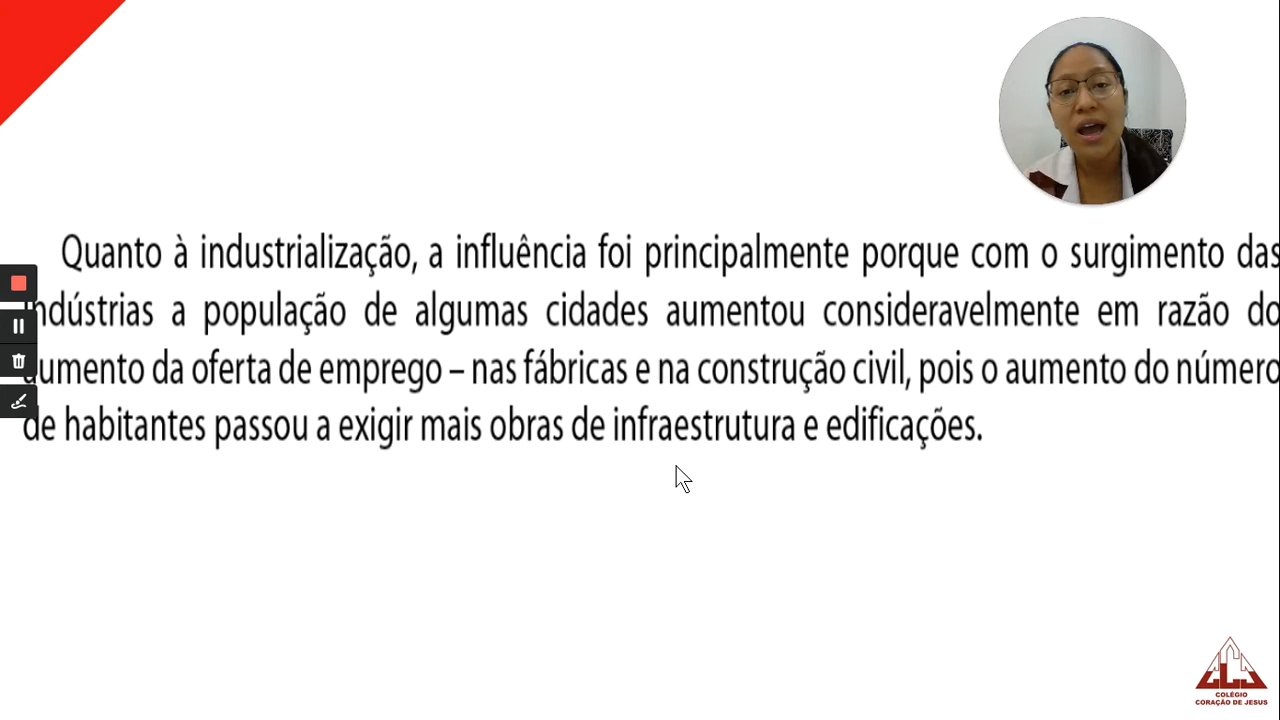 Quanto à industrialização, a influência foi principalmente porque com o surgimento das
indústrias a população de algumas cidades aumentou consideravelmente em razão do
aumento da oferta de emprego – nas fábricas e na construção civil, pois o aumento do número
de habitantes passou a exigir mais obras de infraestrutura e edificações.
COLÉGIO
CORAÇÃO DE JESUS